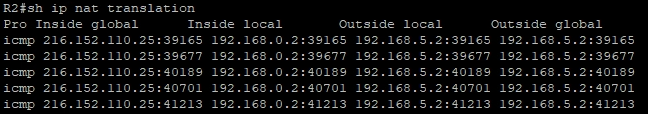 R2#sh ip nat translation
Pro Inside global      Inside local       Outside local      Outside global
icmp 216.152.110.25:39165 192.168.0.2:39165 192.168.5.2:39165 192.168.5.2:39165
icmp 216.152.110.25:39677 192.168.0.2:39677 192.168.5.2:39677 192.168.5.2:39677
icmp 216.152.110.25:40189 192.168.0.2:40189 192.168.5.2:40189 192.168.5.2:40189
icmp 216.152.110.25:40701 192.168.0.2:40701 192.168.5.2:40701 192.168.5.2:40701
icmp 216.152.110.25:41213 192.168.0.2:41213 192.168.5.2:41213 192.168.5.2:41213